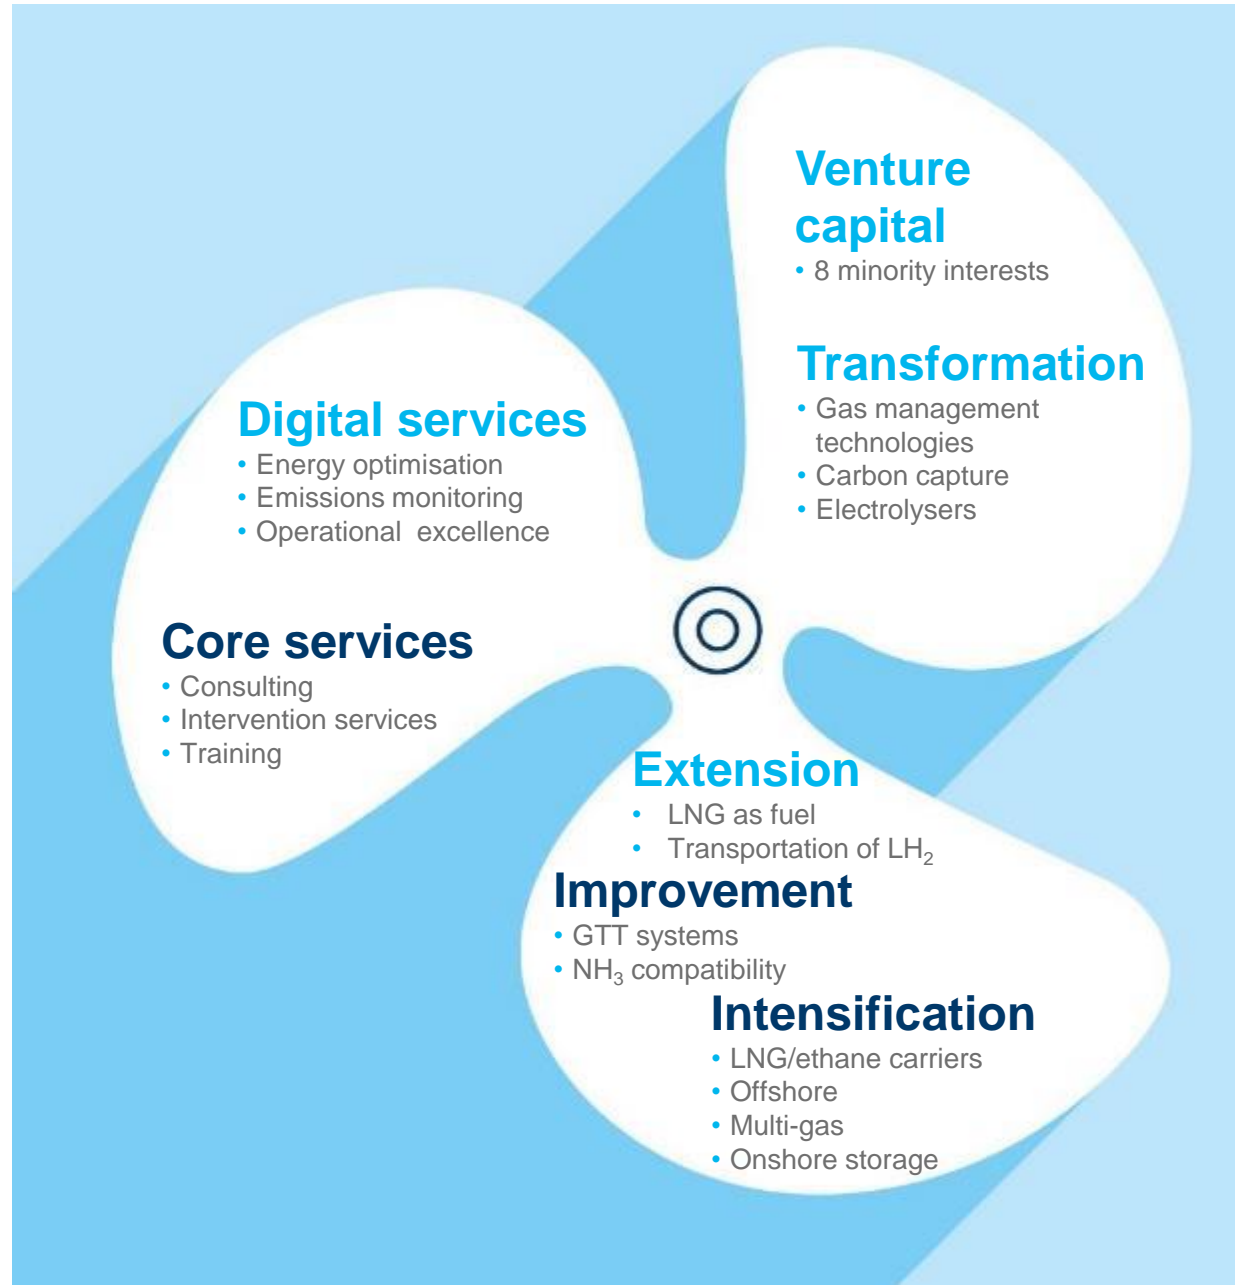 Venture
capital
• 8 minority interests
Transformation
• Gas management
technologies
• Carbon capture
• Electrolysers
Digital services
• Energy optimisation
• Emissions monitoring
• Operational  excellence
Core services
• Consulting
• Intervention services
• Training
Extension
• LNG as fuel
• Transportation of LH₂
Improvement
• GTT systems
• NH₃ compatibility
Intensification
• LNG/ethane carriers
• Offshore
• Multi-gas
• Onshore storage